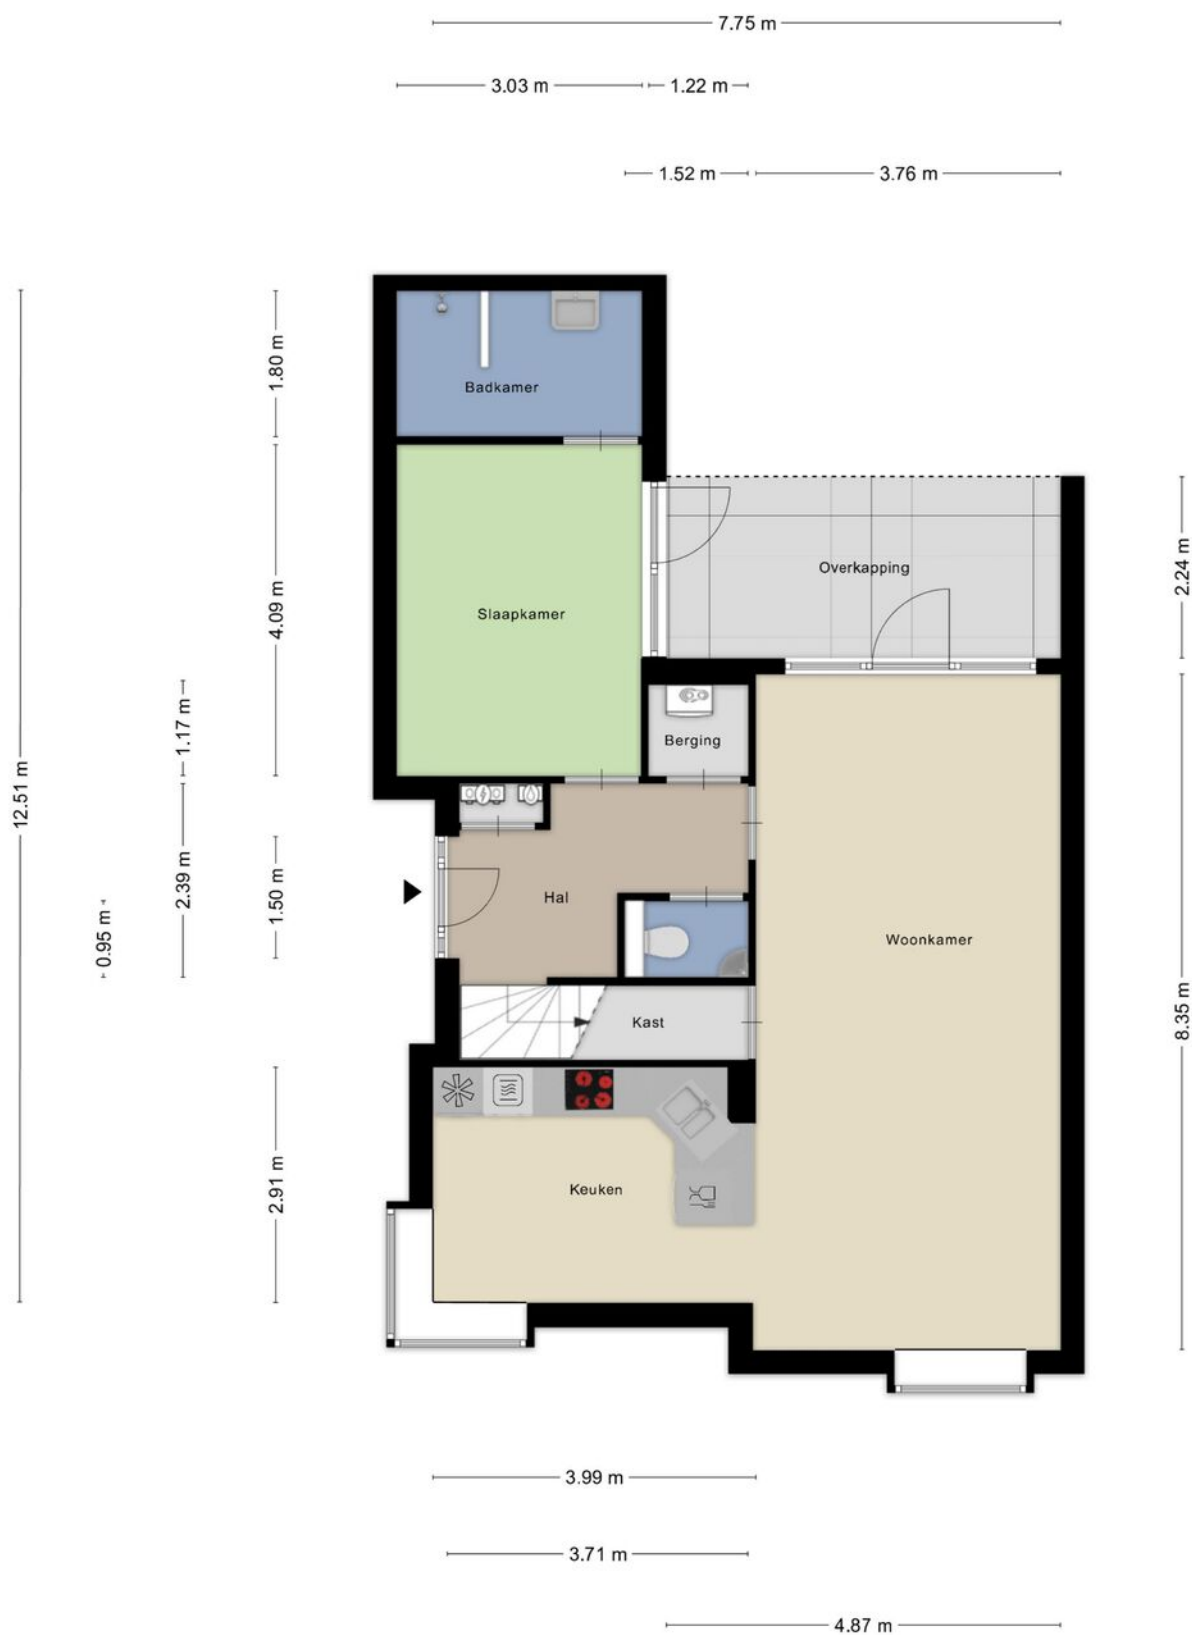 7.75 m
3.03 m
1.22 m
1.52 m
3.76 m
Badkamer
1.80 m
Slaapkamer
4.09 m
Overkapping
2.24 m
Berging
1.17 m
12.51 m
2.39 m
1.50 m
0.95 m
Hal
Woonkamer
8.35 m
Kast
Keuken
2.91 m
3.99 m
3.71 m
4.87 m